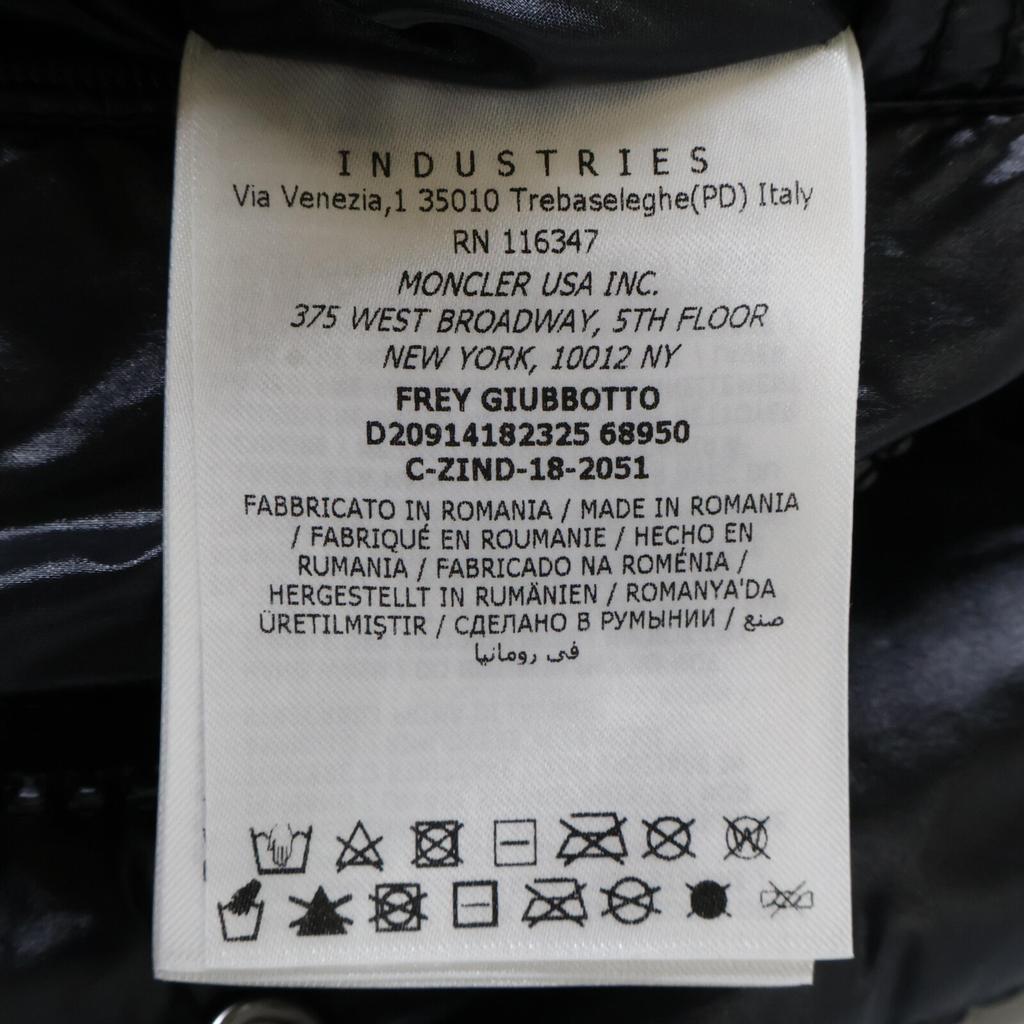 INDUSTRIES
Via Venezia,1 35010 Trebaseleghe(PD) Italy
RN 116347
MONCLER USA INC.
375 WEST BROADWAY, 5TH FLOOR
NEW YORK, 10012 NY
FREY GIUBBOTTO
D20914182325 68950
C-ZIND-18-2051
FABBRICATO IN ROMANIA / MADE IN ROMANIA
/ FABRIQUÉ EN ROUMANIE / HECHO EN
RUMANIA / FABRICADO NA ROMÉNIA /
HERGESTELLT IN RUMÄNIEN / ROMANYA'DA
ÜRETILMIŞTIR / СДЕЛАНО В РУМЫНИИ / صنع
في رومانيا
W